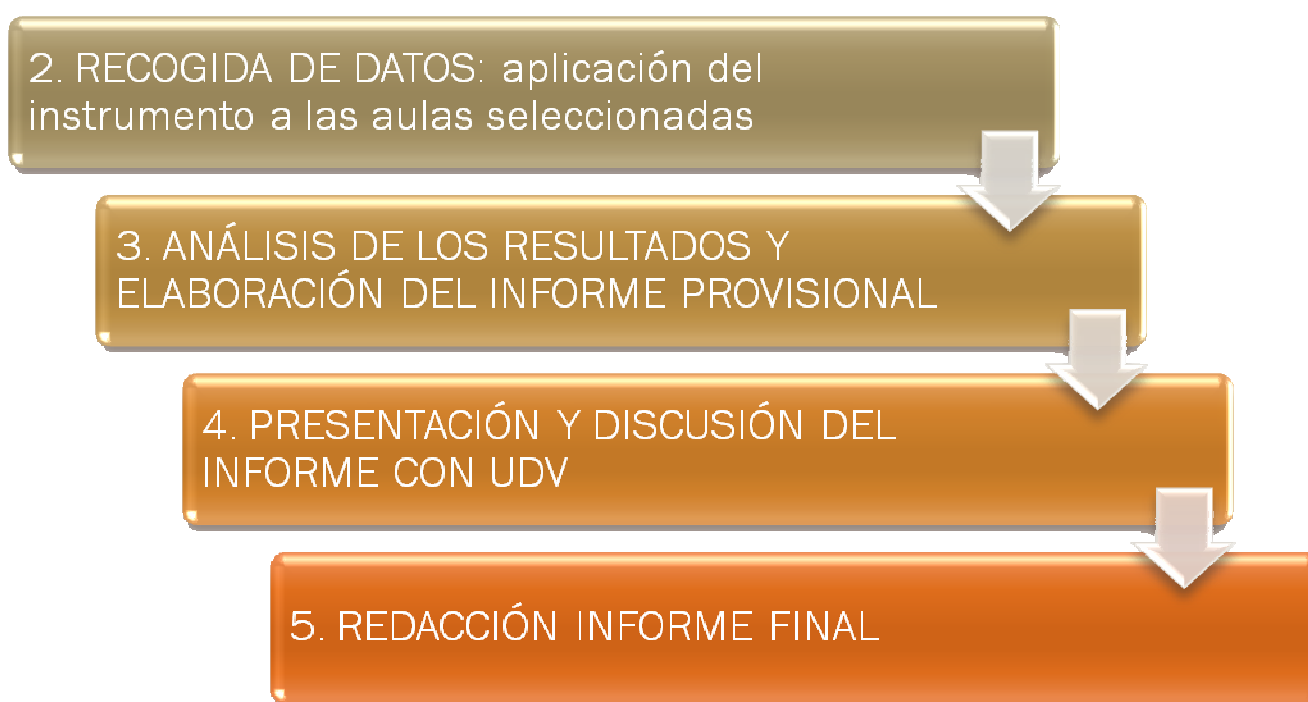 2. RECOGIDA DE DATOS: aplicación del
instrumento a las aulas seleccionadas
3. ANÁLISIS DE LOS RESULTADOS Y
ELABORACIÓN DEL INFORME PROVISIONAL
4. PRESENTACIÓN Y DISCUSIÓN DEL
INFORME CON UDV
5. REDACCIÓN INFORME FINAL